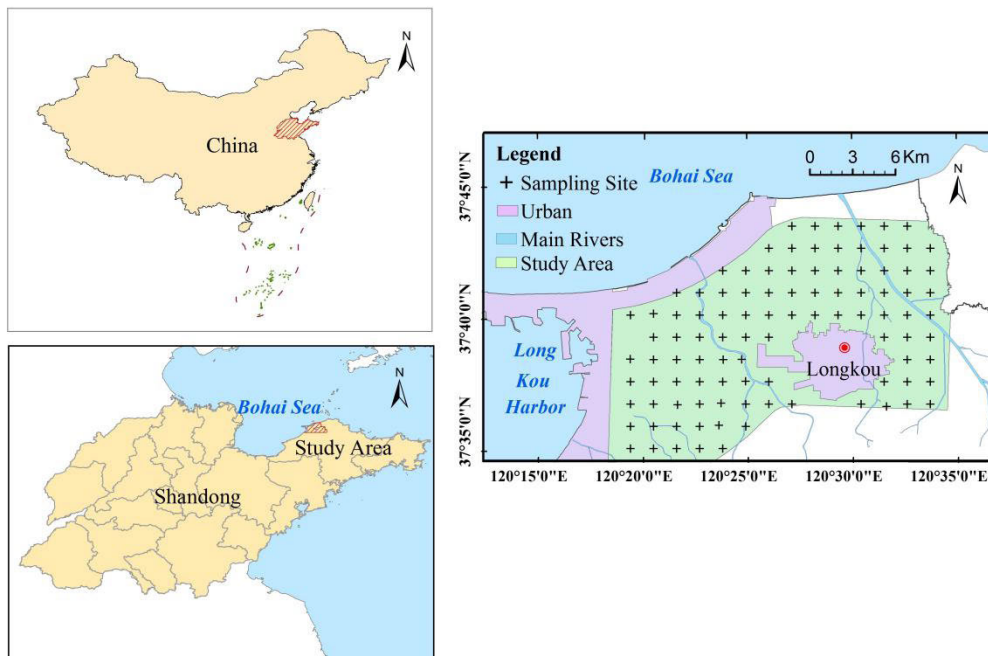 N
China
N
Bohai Sea
Study Area
Shandong
Legend
Sampling Site
Urban
Main Rivers
Study Area
Bohai Sea
0 3 6 Km
N
Long
Kou
Harbor
Longkou
37°45'0"N
37°40'0"N
37°35'0"N
120°15'0"E 120°20'0"E 120°25'0"E 120°30'0"E 120°35'0"E